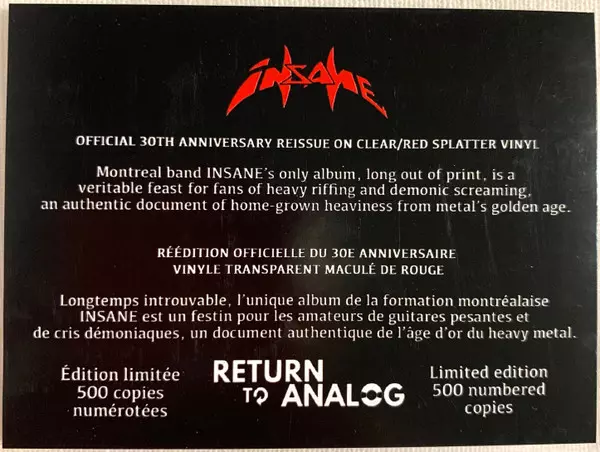 INSANE
OFFICIAL 30TH ANNIVERSARY REISSUE ON CLEAR/RED SPLATTER VINYL
Montreal band INSANE's only album, long out of print, is a
veritable feast for fans of heavy riffing and demonic screaming,
an authentic document of home-grown heaviness from metal's golden age.
RÉÉDITION OFFICIELLE DU 30E ANNIVERSAIRE
VINYLE TRANSPARENT MACULÉ DE ROUGE
Longtemps introuvable, l'unique album de la formation montréalaise
INSANE est un festin pour les amateurs de guitares pesantes et
de cris démoniaques, un document authentique de l'âge d'or du heavy metal.
Édition limitée
500 copies
numérotées
RETURN
TO ANALOG
Limited edition
500 numbered
copies